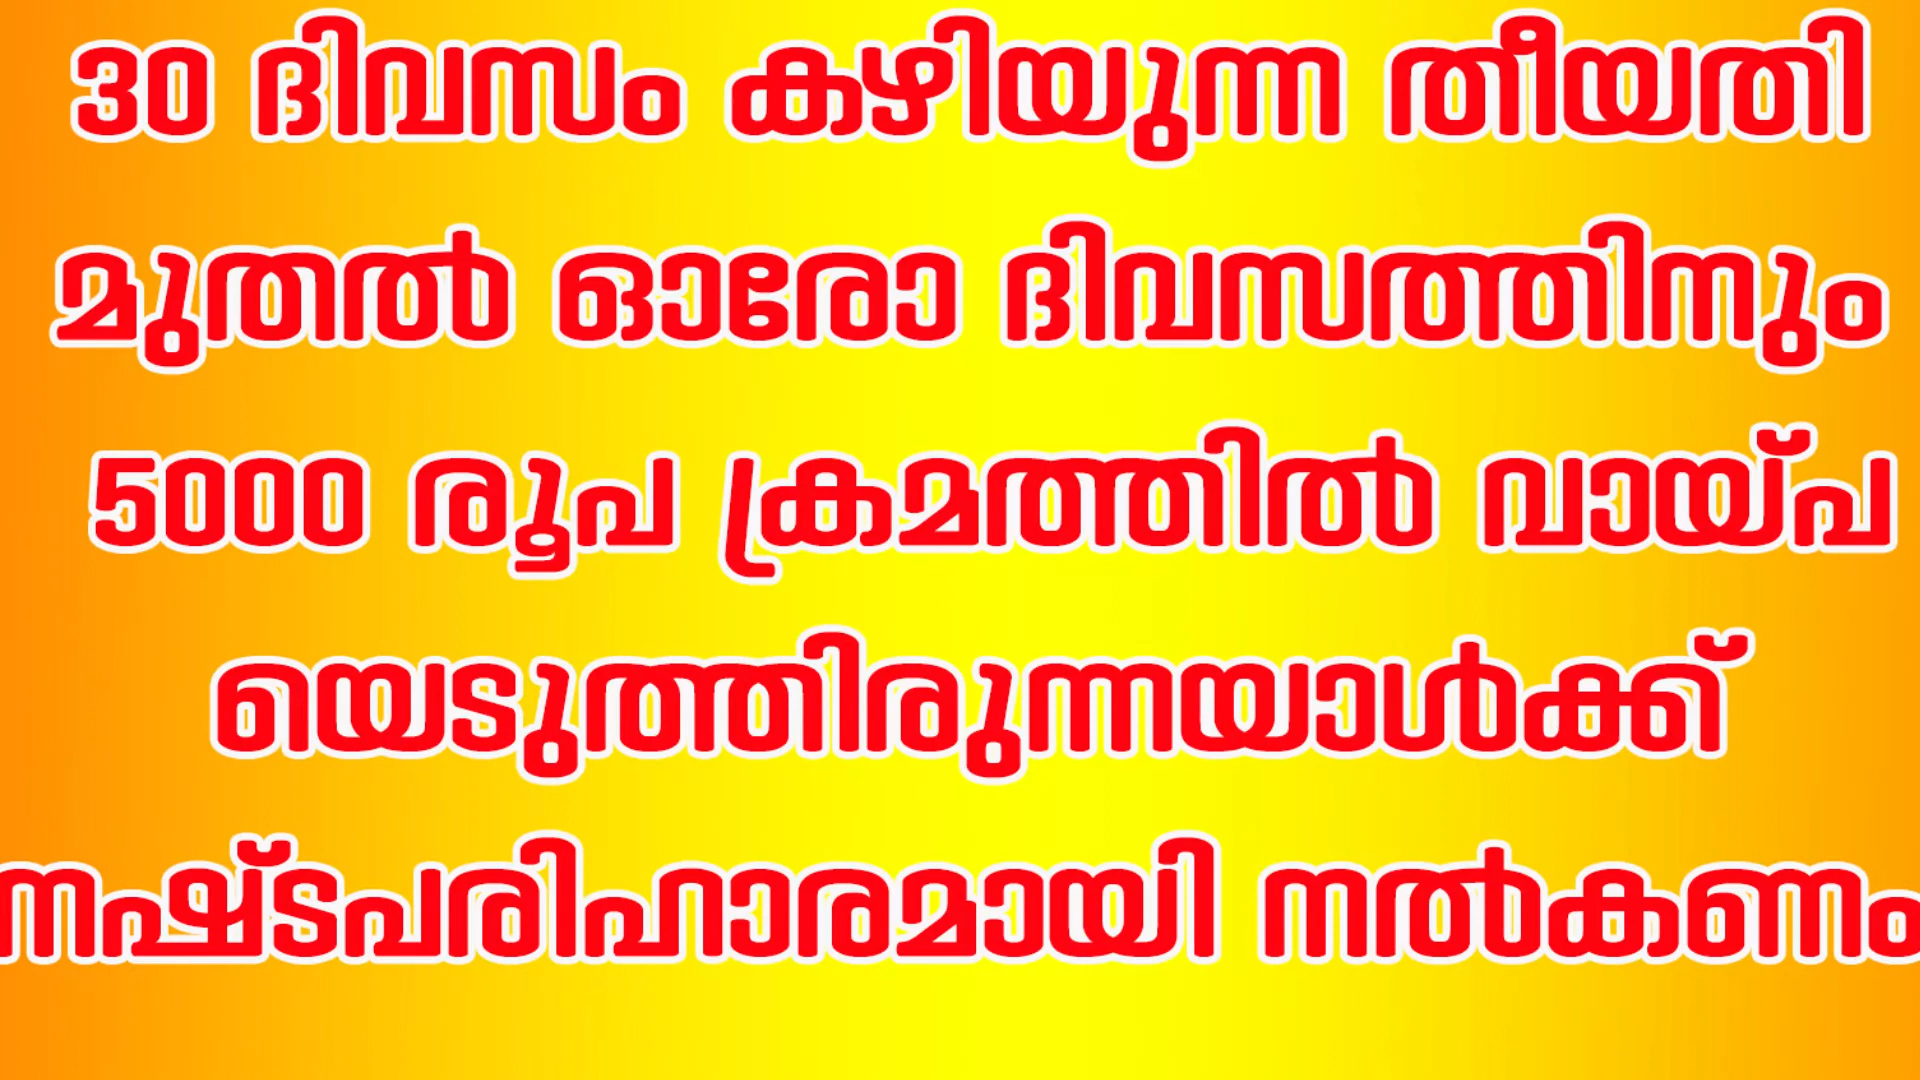 30 ദിവസം കഴിയുന്ന തീയതി
മുതൽ ഓരോ ദിവസത്തിനും
5000 രൂപ ക്രമത്തിൽ വായ്പ
യെടുത്തിരുന്നയാൾക്ക്
നഷ്ടപരിഹാരമായി നൽകണം